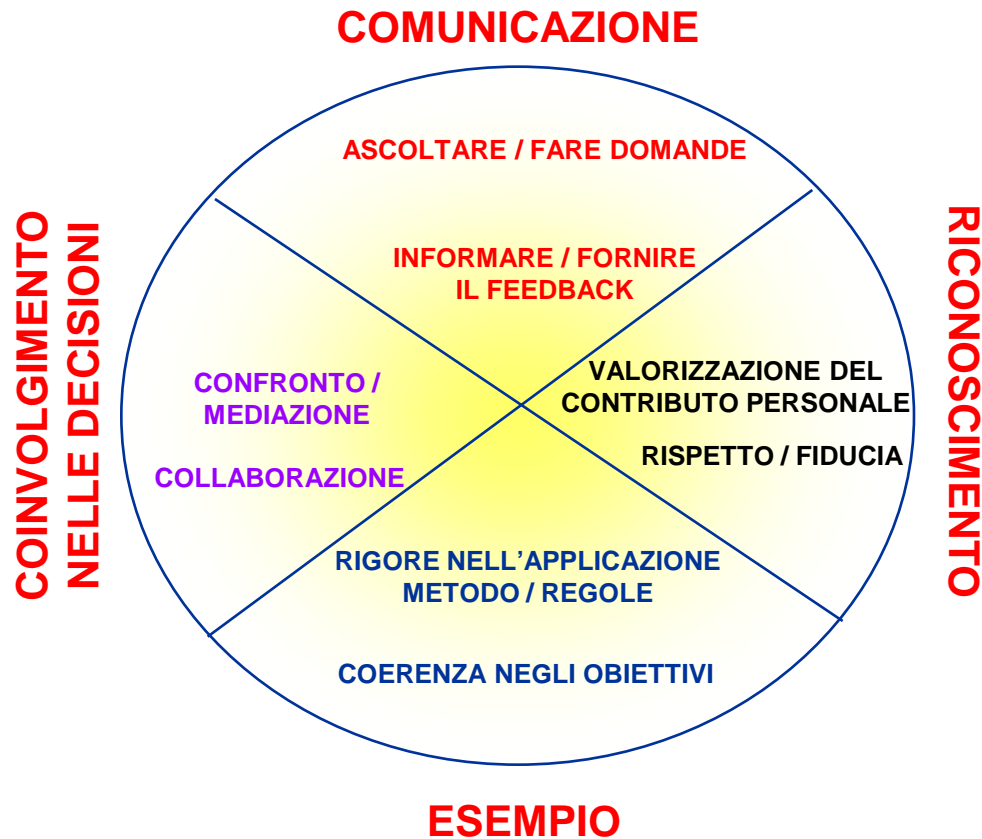 COMUNICAZIONE
ASCOLTARE / FARE DOMANDE
INFORMARE / FORNIRE
IL FEEDBACK
COINVOLGIMENTO
NELLE DECISIONI
CONFRONTO /
MEDIAZIONE
COLLABORAZIONE
VALORIZZAZIONE DEL
CONTRIBUTO PERSONALE
RISPETTO / FIDUCIA
RICONOSCIMENTO
RIGORE NELL’APPLICAZIONE
METODO / REGOLE
COERENZA NEGLI OBIETTIVI
ESEMPIO